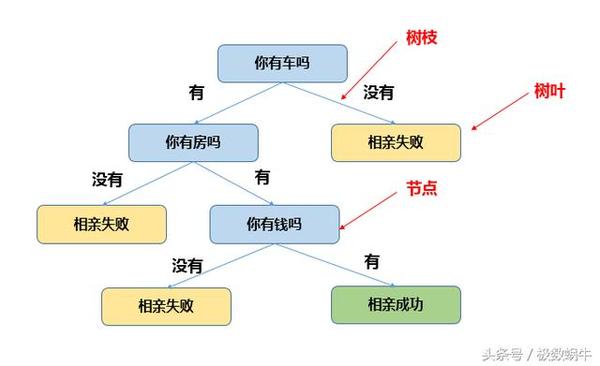 树枝
你有车吗
有
没有
树叶
你有房吗
相亲失败
没有
有
节点
相亲失败
你有钱吗
没有
有
相亲失败
相亲成功
头条号 / 极数蜗牛